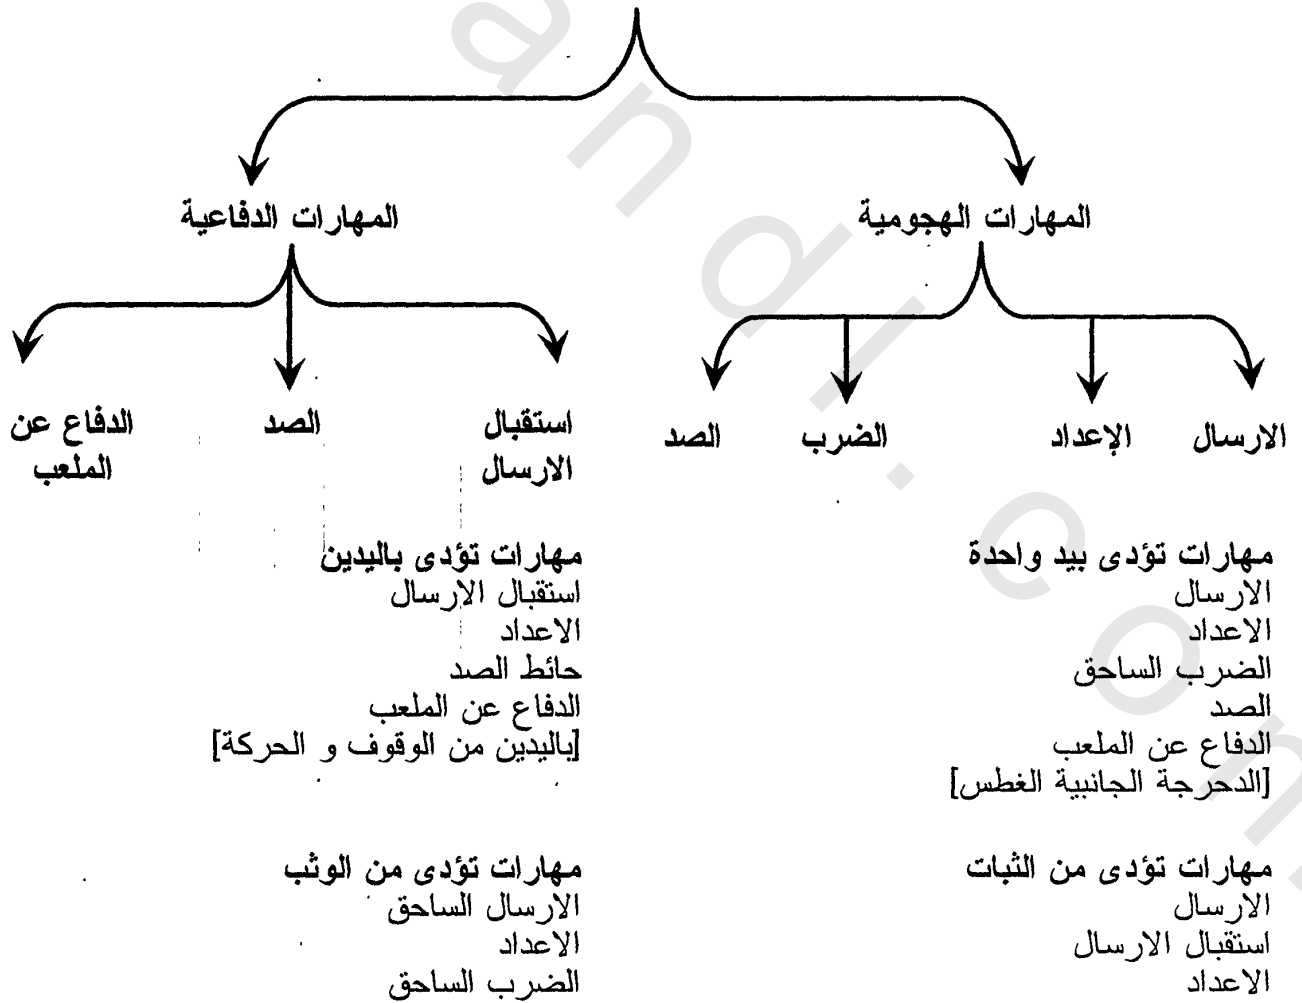 المهارات الهجومية
المهارات الدفاعية
الارسال
الإعداد
الضرب
الصد
استقبال
الارسال
الصد
الدفاع عن
الملعب
مهارات تؤدى بيد واحدة
الارسال
الاعداد
الضرب الساحق
الصد
الدفاع عن الملعب
[الدحرجة الجانبية الغطس]
مهارات تؤدى باليدين
استقبال الارسال
الاعداد
حائط الصد
الدفاع عن الملعب
[باليدين من الوقوف و الحركة]
مهارات تؤدى من الثبات
الارسال
استقبال الارسال
الاعداد
مهارات تؤدى من الوثب
الارسال الساحق
الاعداد
الضرب الساحق
andl.com